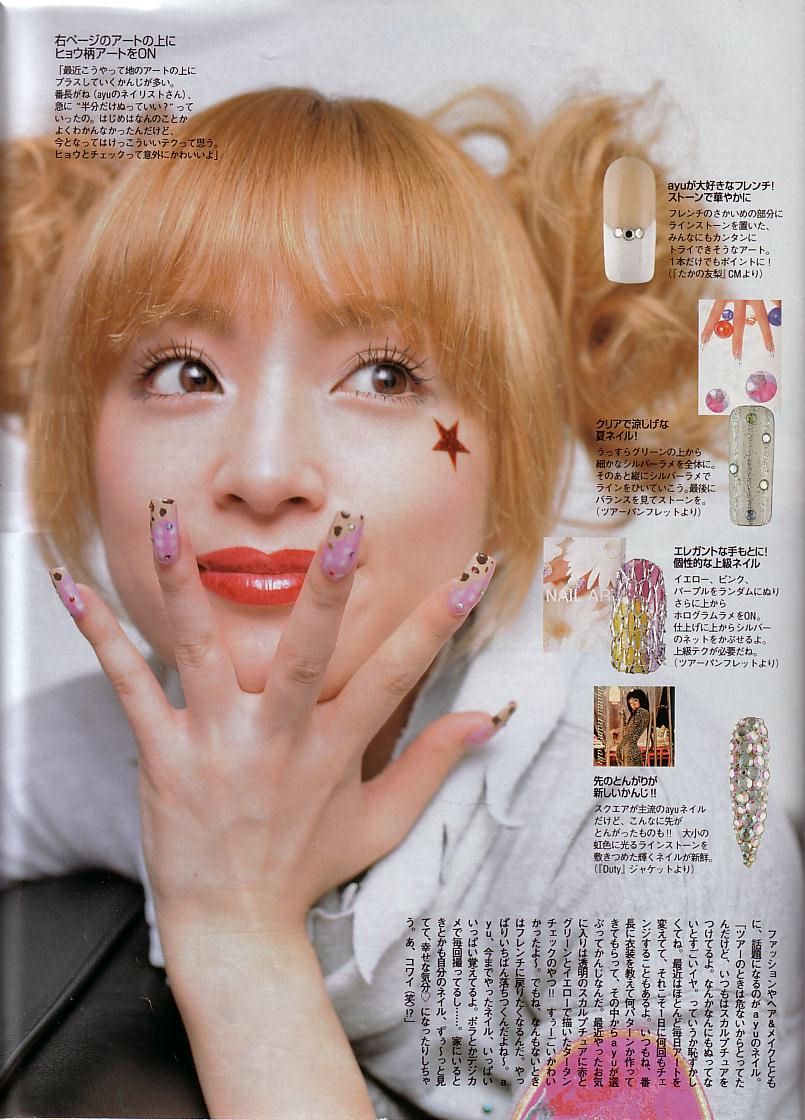 右ページのアートの上に
ヒョウ柄アートをON
「最近こうやって地のアートの上に
プラスしていくかんじが多い。
番長がね（ayuのネイリストさん）、
急に“半分だけぬっていい？”って
いったの。はじめはなんのことか
よくわかんなかったんだけど、
今となってはけっこういいテクって思う。
ヒョウとチェックって意外にかわいいよ」
ayuが大好きなフレンチ！
ストーンで華やかに
フレンチのさかいめの部分に
ラインストーンを置いた、
みんなにもカンタンに
トライできそうなアート。
1本だけでもポイントに！
（『たかの友梨』CMより）
クリアで涼しげな
夏ネイル！
うっすらグリーンの上から
細かなシルバーラメを全体に。
そのあと縦にシルバーラメで
ラインをひいていこう。最後に
バランスを見てストーンを。
（ツアーパンフレットより）
エレガントな手もとに！
個性的な上級ネイル
イエロー、ピンク、
パープルをランダムにぬり
さらに上から
ホログラムラメをON。
仕上げに上からシルバー
のネットをかぶせるよ。
上級テクが必要だね。
（ツアーパンフレットより）
NAIL AR
先のとんがりが
新しいかんじ!!
スクエアが主流のayuネイル
だけど、こんなに先が
とんがったものも!! 大小の
虹色に光るラインストーンを
敷きつめた輝くネイルが新鮮。
（『Duty』ジャケットより）
ファッションやヘア&メイクととも
に、話題になるのがayuのネイル。
「ツアーのときは危ないからとってた
んだけど、いつもはスカルプチュアを
つけてるよ。なんかなんにもぬってな
いとすごいイヤ。っていうか恥ずかし
くてね。最近はほとんど毎日アートを
変えてて、それこそ1日に何回もチェ
ンジすることもあるよ。いつもね、番
長に衣装を教えて何パターンか作って
きてもらって、その中からayuが選
ぶってかんじなんだ。最近やったお気
に入りは透明のスカルプチュアに赤と
グリーンとイエローで描いたタータン
チェックのやつ!! すぅーごいかわい
かったよ〜。でもね、なんもないとき
はフレンチに戻りたくなるんだ。やっ
ぱりいちばん落ちつくんだよね〜。a
yu、今までやったネイル、いっぱい
いっぱい覚えてるよ。ポラとかデジカ
メで毎回撮ってるし……。家にいると
きとかも自分のネイル、ずぅ〜っと見
てて、幸せな気分♡になったりしちゃ
う。あ、コワイ（笑!?）」